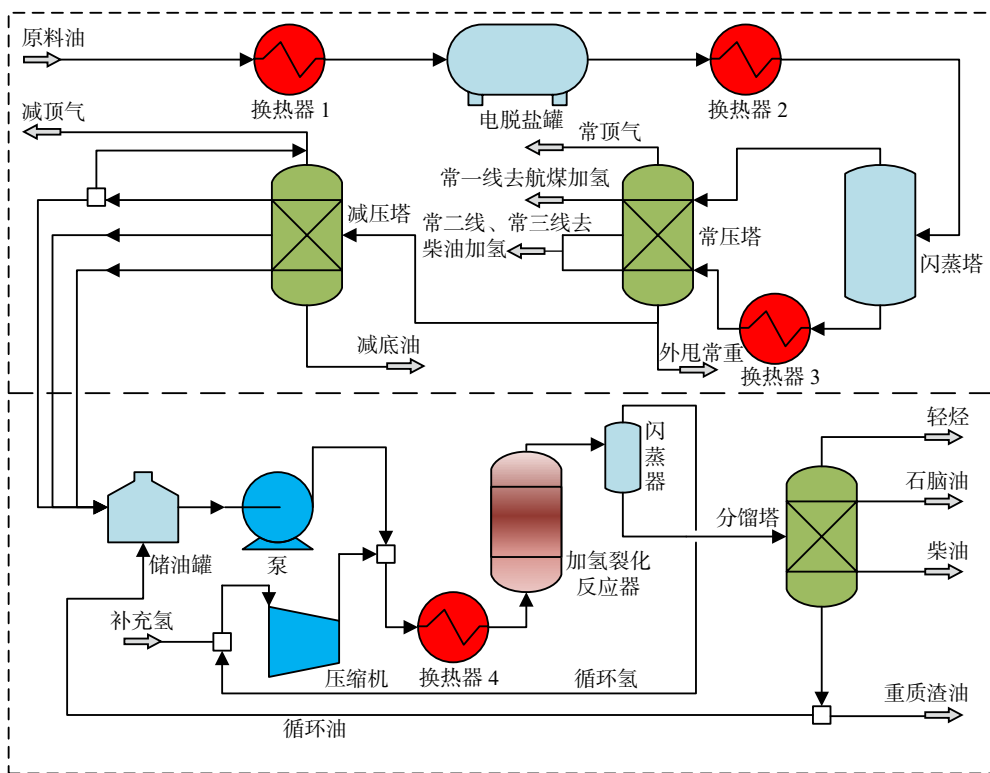 原料油
换热器 1
电脱盐罐
换热器 2
减顶气
常顶气
常一线去航煤加氢
常二线、常三线去
柴油加氢
减压塔
常压塔
闪蒸塔
减底油
外甩常重
换热器 3
闪
蒸
器
轻烃
石脑油
分馏塔
柴油
储油罐
泵
加氢裂化
反应器
补充氢
压缩机
换热器 4
循环氢
重质渣油
循环油